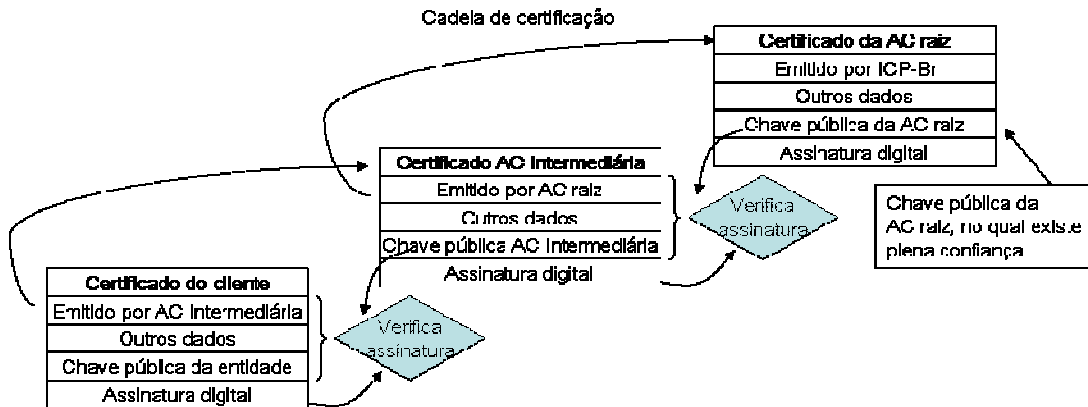 Cadeia de certificação
Certificado da AC raiz
Emitido por ICP-Br
Outros dados
Chave pública da AC raiz
Assinatura digital
Certificado AC Intermediária
Emitido por AC raiz
Outros dados
Chave pública AC Intermediária
Assinatura digital
Verifica
assinatura
Chave pública da
AC raiz, no qual existe
plena confiança
Certificado do cliente
Emitido por AC Intermediária
Outros dados
Chave pública da entidade
Assinatura digital
Verifica
assinatura